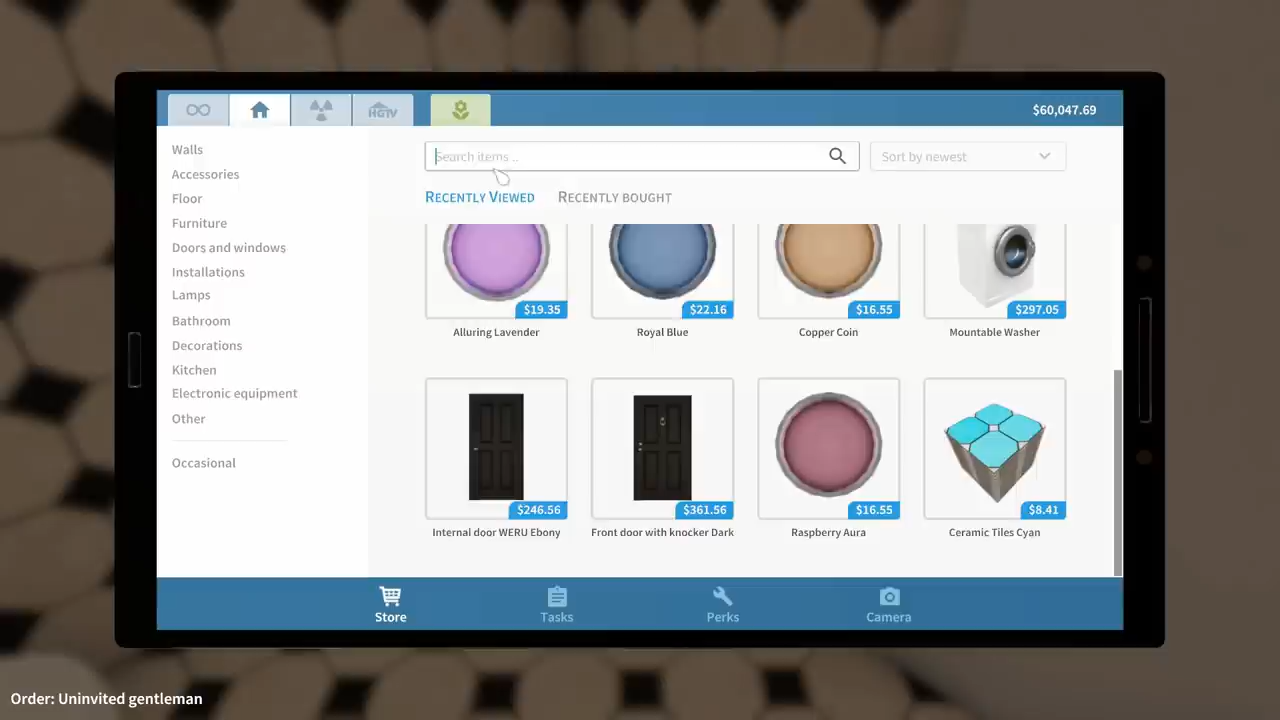 HGTV
$60,047.69
Walls
Accessories
Floor
Furniture
Doors and windows
Installations
Lamps
Bathroom
Decorations
Kitchen
Electronic equipment
Other
Occasional
Search items ..
Sort by newest
RECENTLY VIEWED
RECENTLY BOUGHT
$19.35
$22.16
$16.55
$297.05
Alluring Lavender
Royal Blue
Copper Coin
Mountable Washer
$246.56
$361.56
$16.55
$8.41
Internal door WERU Ebony
Front door with knocker Dark
Raspberry Aura
Ceramic Tiles Cyan
Store
Tasks
Perks
Camera
Order: Uninvited gentleman